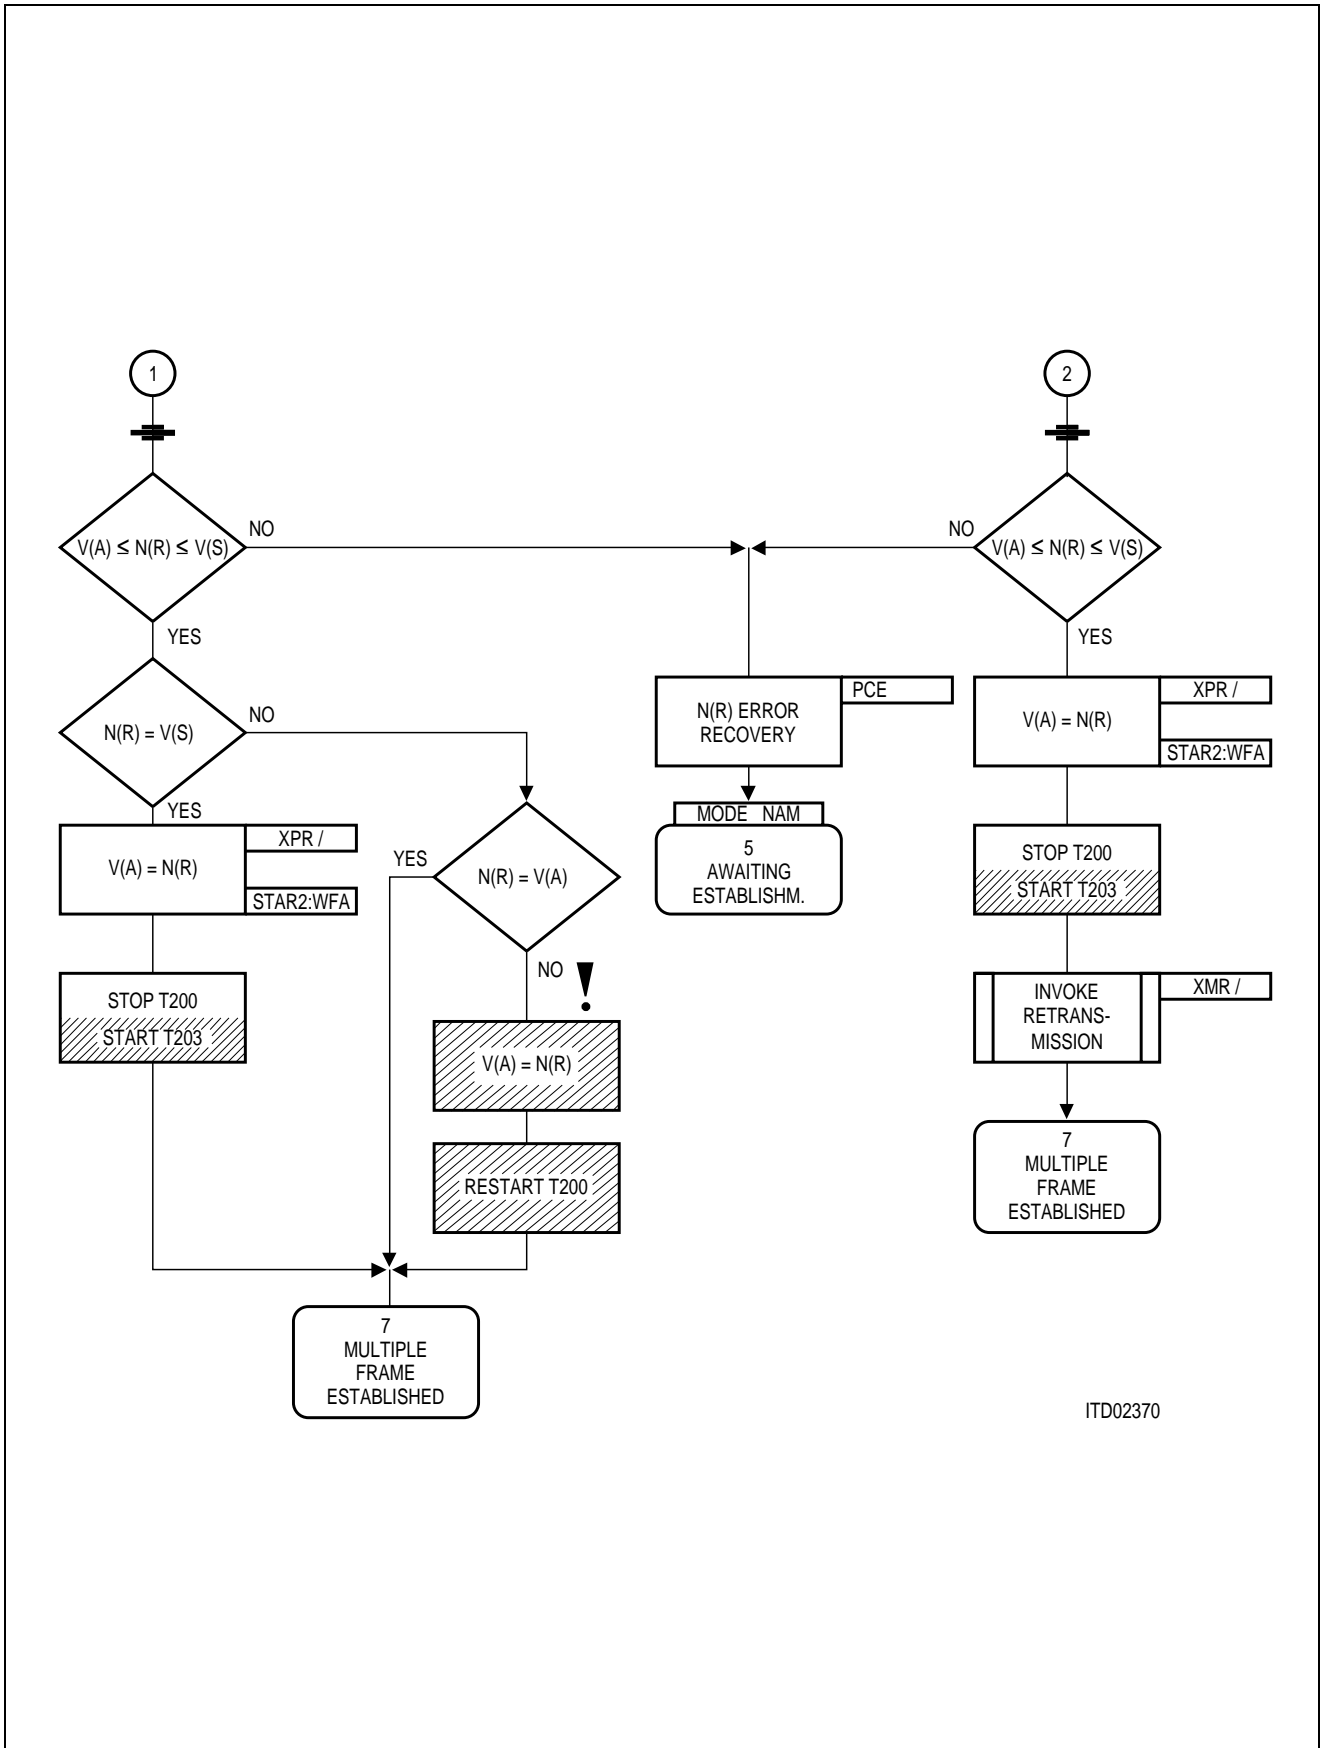 1
2
V(A) ≤ N(R) ≤ V(S)
NO
NO
V(A) ≤ N(R) ≤ V(S)
YES
YES
N(R) = V(S)
NO
N(R) ERROR
RECOVERY
PCE
V(A) = N(R)
XPR /
STAR2:WFA
YES
V(A) = N(R)
XPR /
STAR2:WFA
YES
N(R) = V(A)
MODE NAM
5
AWAITING
ESTABLISHM.
STOP T200
START T203
NO
!
STOP T200
START T203
V(A) = N(R)
INVOKE
RETRANS-
MISSION
XMR /
RESTART T200
7
MULTIPLE
FRAME
ESTABLISHED
7
MULTIPLE
FRAME
ESTABLISHED
ITD02370